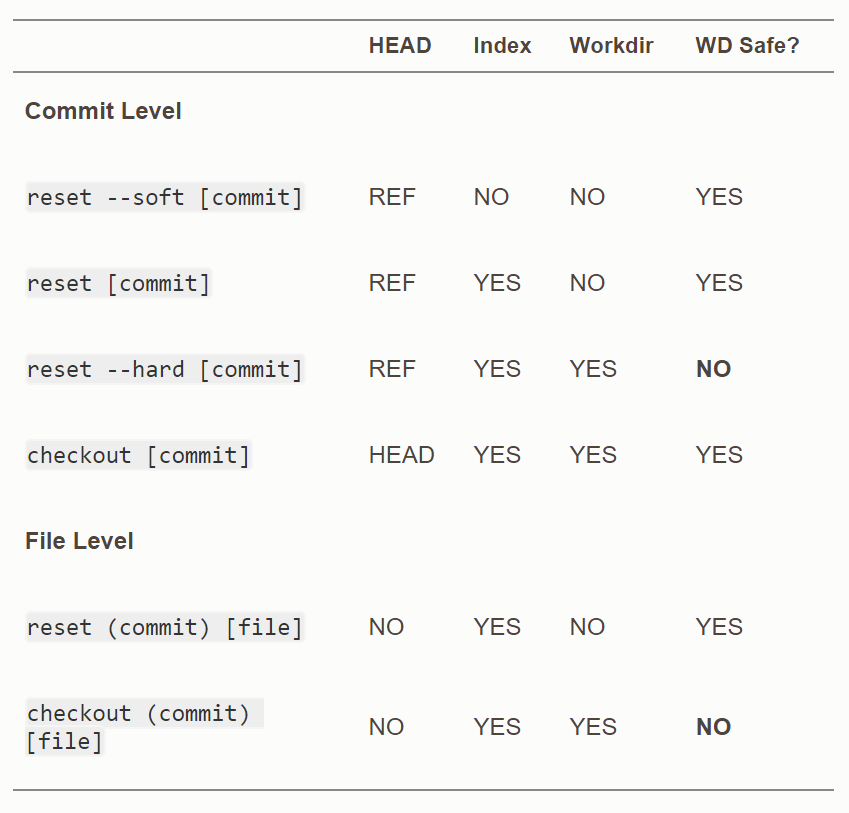 HEAD Index Workdir WD Safe?
Commit Level
reset --soft [commit] REF NO NO YES
reset [commit] REF YES NO YES
reset --hard [commit] REF YES YES NO
checkout [commit] HEAD YES YES YES
File Level
reset (commit) [file] NO YES NO YES
checkout (commit)
[file] NO YES YES NO